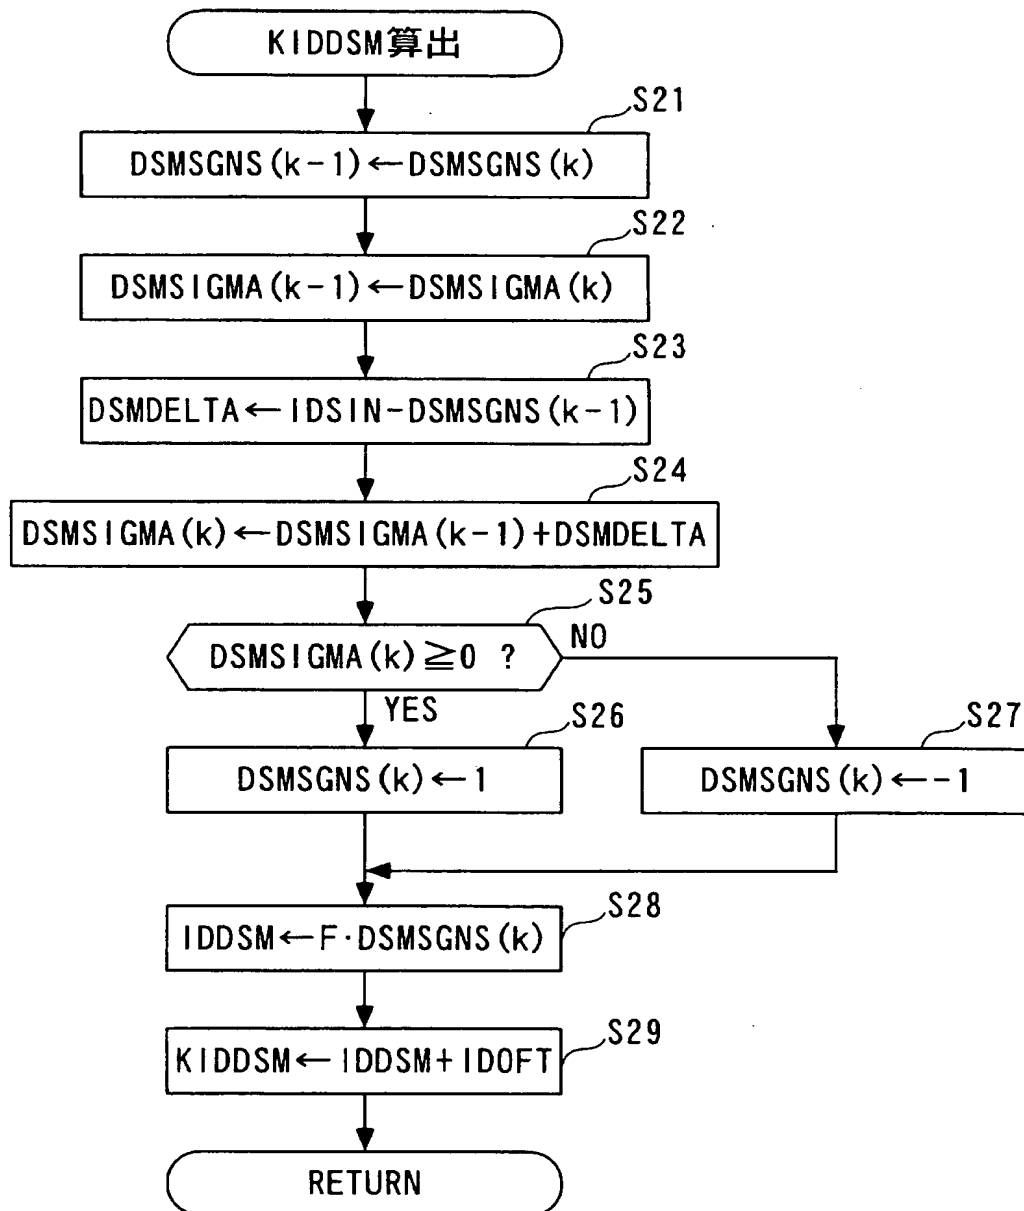 KIDDSM算出
S21
DSMSGNS(k-1)←DSMSGNS(k)
S22
DSMSIGMA(k-1)←DSMSIGMA(k)
S23
DSMDELTA←IDSIN-DSMSGNS(k-1)
S24
DSMSIGMA(k)←DSMSIGMA(k-1)+DSMDELTA
S25
DSMSIGMA(k)≧0 ?
NO
YES
S26
DSMSGNS(k)←1
S27
DSMSGNS(k)←-1
S28
IDDSM←F·DSMSGNS(k)
S29
KIDDSM←IDDSM+IDOFT
RETURN